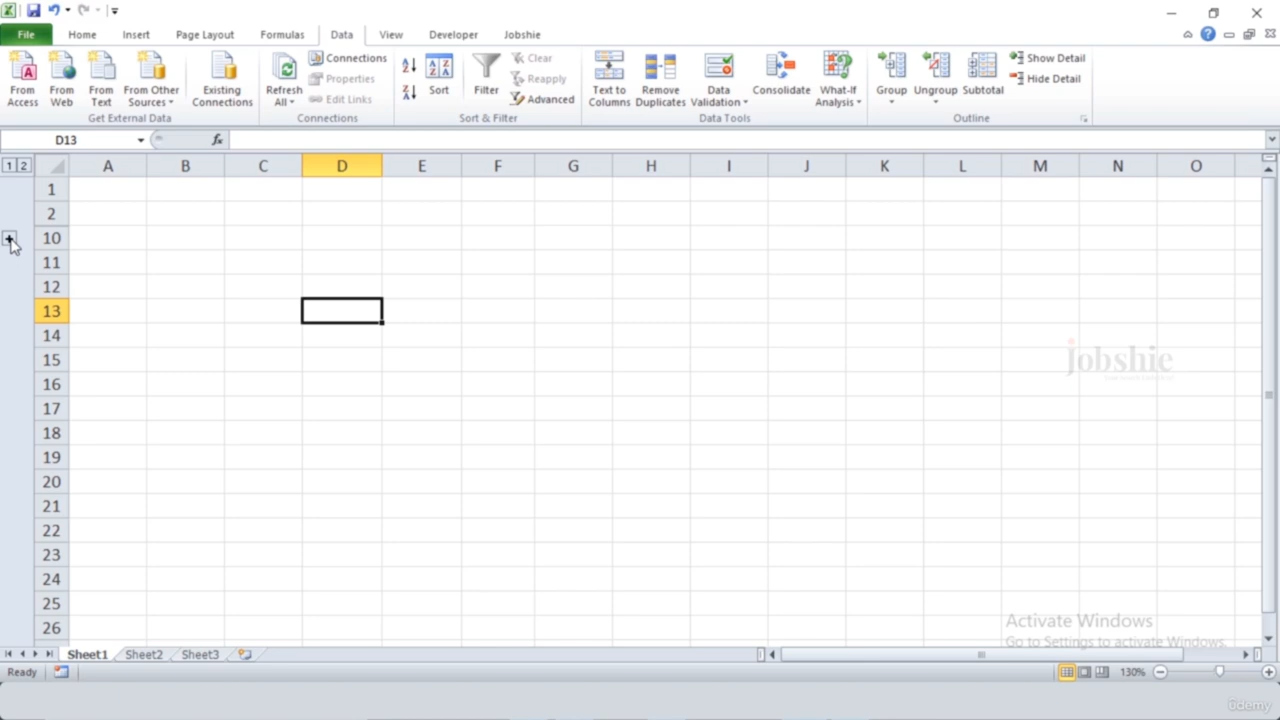 File Home Insert Page Layout Formulas Data View Developer Jobshie
From Access
From Web
From Text
From Other Sources
Existing Connections
Get External Data
Refresh All
Connections
Properties
Edit Links
Connections
Sort
Filter
Clear
Reapply
Advanced
Sort & Filter
Text to Columns
Remove Duplicates
Data Validation
Consolidate
What-If Analysis
Data Tools
Group
Ungroup
Subtotal
Show Detail
Hide Detail
Outline
D13 fx
1 2 A B C D E F G H I J K L M N O
1
2
10
11
12
13
14
15
jobshie
16
17
18
19
20
21
22
23
24
25
26
Activate Windows
Go to Settings to activate Windows.
Sheet1 Sheet2 Sheet3
Ready 130%
ûdemy